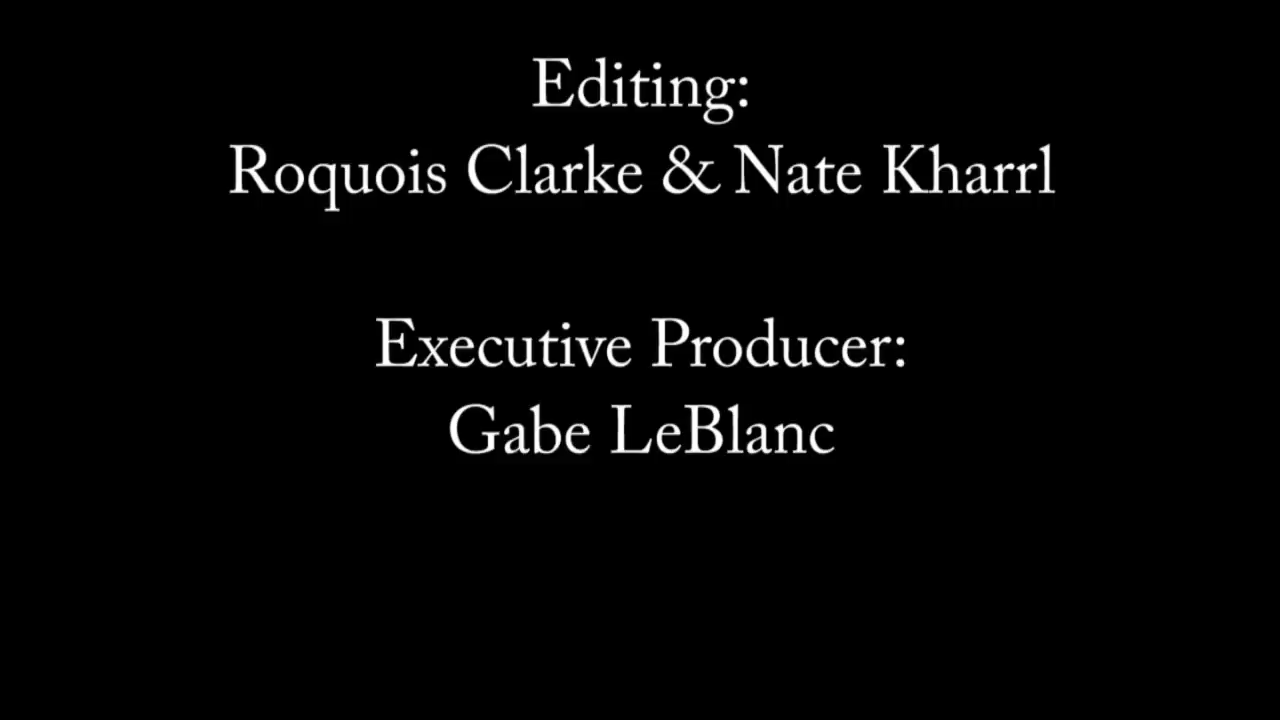 Editing:
Roquois Clarke & Nate Kharrl
Executive Producer:
Gabe LeBlanc